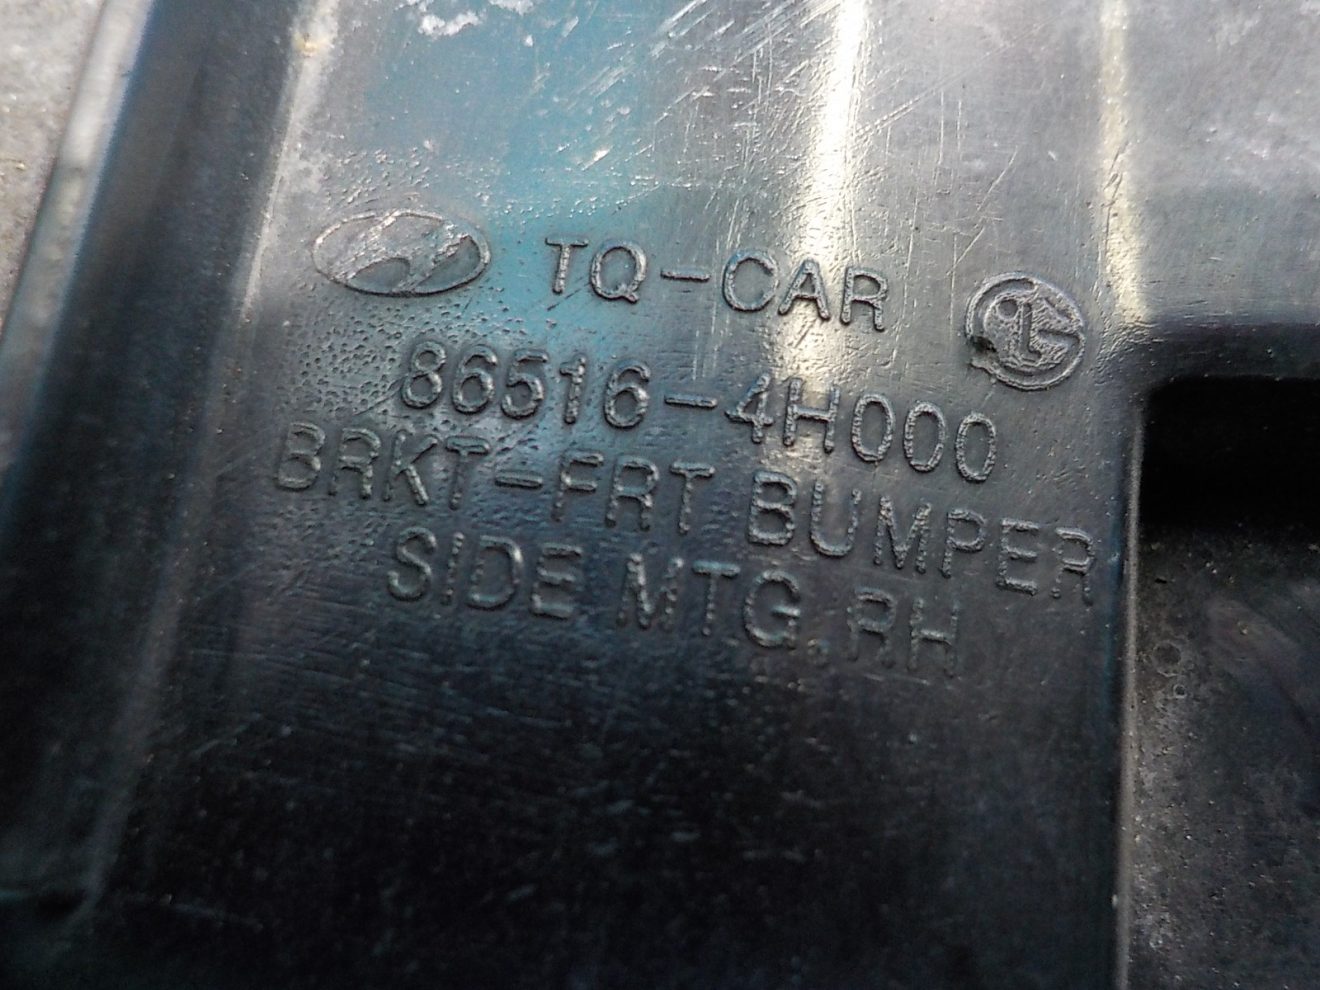 TQ-CAR
86516-4H000
BRKT-FRT BUMPER
SIDE MTG.RH